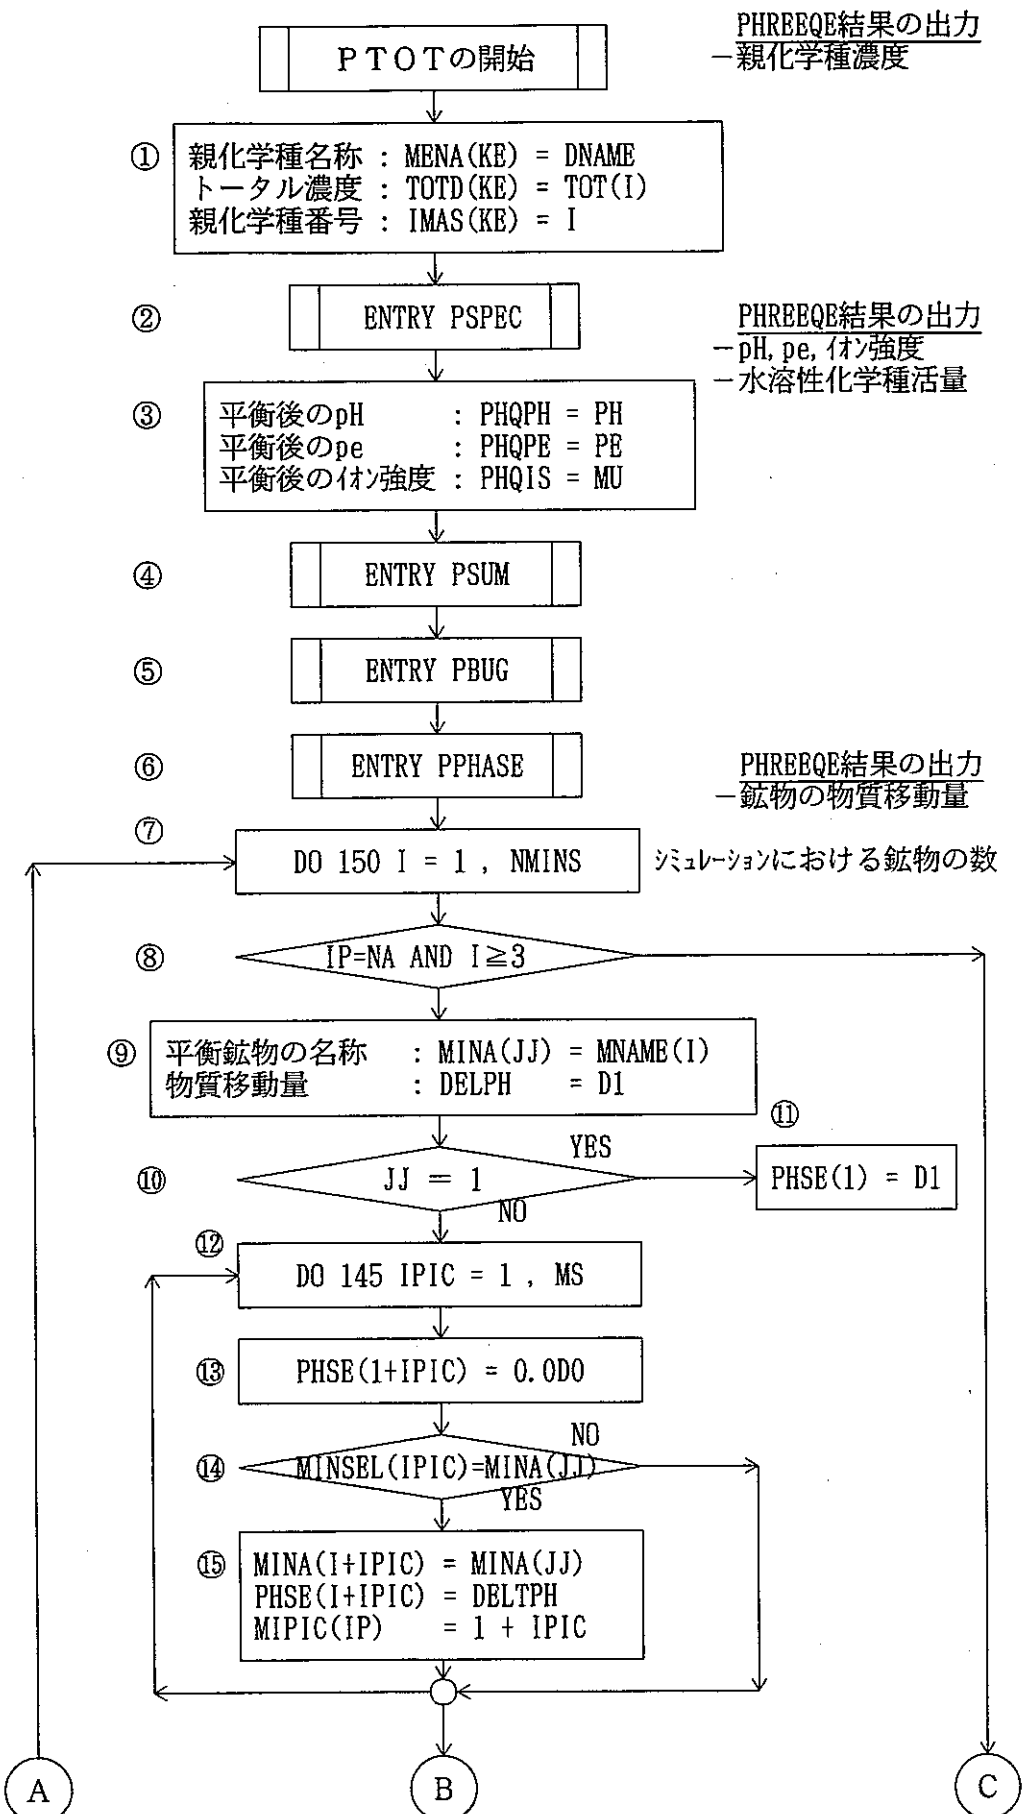 PTOTの開始
PHREEQE結果の出力
－親化学種濃度
①
親化学種名称 : MENA(KE) = DNAME
トータル濃度 : TOTD(KE) = TOT(I)
親化学種番号 : IMAS(KE) = I
②
ENTRY PSPEC
PHREEQE結果の出力
－pH, pe, ｲｵﾝ強度
－水溶性化学種活量
③
平衡後のpH : PHQPH = PH
平衡後のpe : PHQPE = PE
平衡後のｲｵﾝ強度 : PHQIS = MU
④
ENTRY PSUM
⑤
ENTRY PBUG
⑥
ENTRY PPHASE
PHREEQE結果の出力
－鉱物の物質移動量
⑦
DO 150 I = 1 , NMINS
ｼﾐｭﾚｰｼｮﾝにおける鉱物の数
⑧
IP=NA AND I≧3
⑨
平衡鉱物の名称 : MINA(JJ) = MNAME(I)
物質移動量 : DELPH = D1
⑩
JJ = 1
YES
NO
⑪
PHSE(1) = D1
⑫
DO 145 IPIC = 1 , MS
⑬
PHSE(1+IPIC) = 0.0D0
⑭
MINSEL(IPIC)=MINA(JJ)
NO
YES
⑮
MINA(I+IPIC) = MINA(JJ)
PHSE(I+IPIC) = DELTPH
MIPIC(IP) = 1 + IPIC
A
B
C